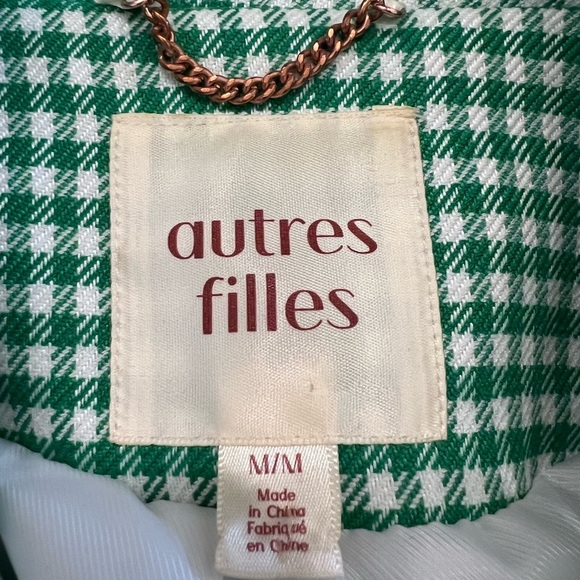 autres
filles
M/M
Made
in China
Fabriqué
en Chine